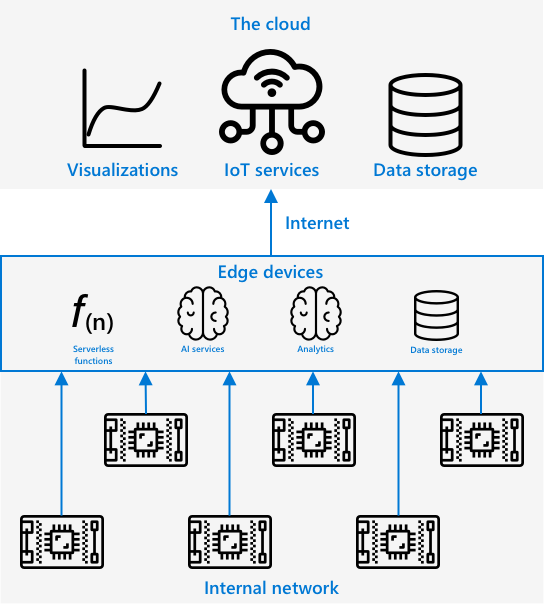 The cloud
Visualizations
IoT services
Data storage
Internet
Edge devices
f(n)
Serverless
functions
AI services
Analytics
Data storage
Internal network